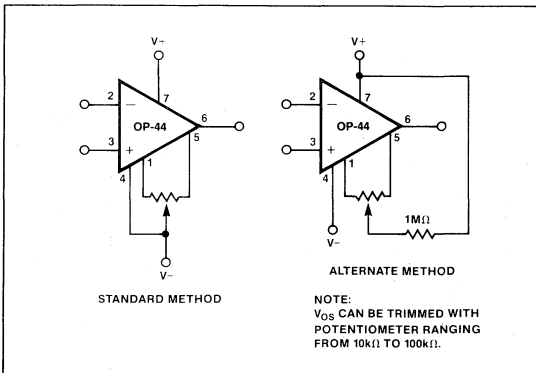 V+
7
2
−
OP-44
6
3
+
1
5
4
V−
STANDARD METHOD
V+
7
2
−
OP-44
6
3
+
1
5
4
1MΩ
V−
ALTERNATE METHOD
NOTE:
VOS CAN BE TRIMMED WITH
POTENTIOMETER RANGING
FROM 10kΩ TO 100kΩ.